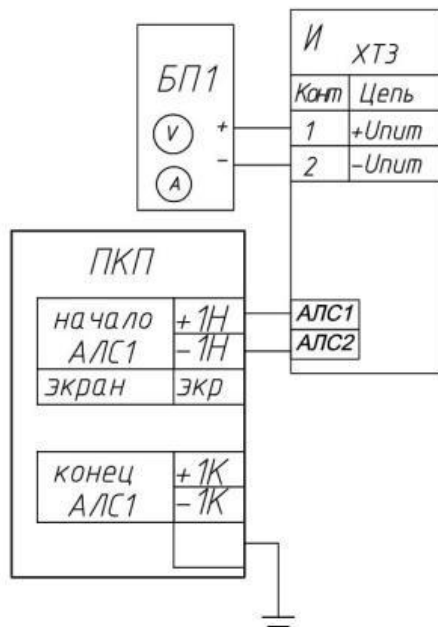 И ХТ3
БП1
Конт Цепь
V +
1 +Uпит
A −
2 −Uпит
ПКП
начало +1Н
АЛС1 −1Н
экран экр
АЛС1
АЛС2
конец +1К
АЛС1 −1К